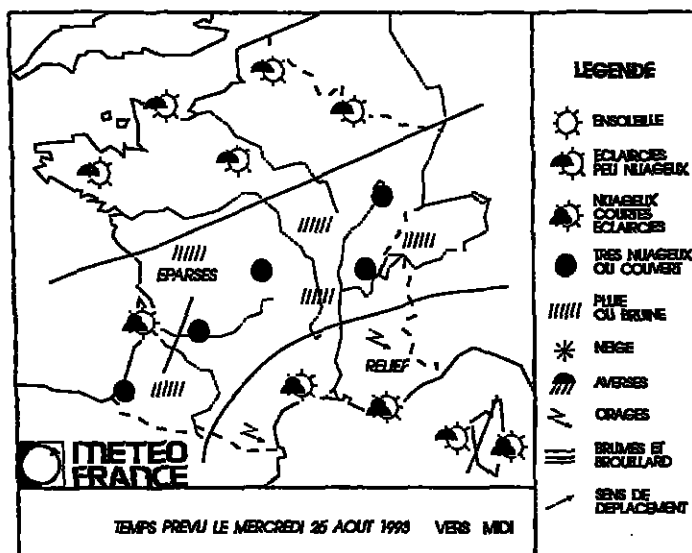 EPARSES
RELIEF
METEO
FRANCE
TEMPS PREVU LE MERCREDI 25 AOUT 1993 VERS MIDI
LEGENDE
ENSOLEILLE
ECLAIRCIES
PEU NUAGEUX
NUAGEUX
COURTES
ECLAIRCIES
TRES NUAGEUX
OU COUVERT
PLUIE
OU BRUINE
NEIGE
AVERSES
ORAGES
BRUMES ET
BROUILLARD
SENS DE
DEPLACEMENT